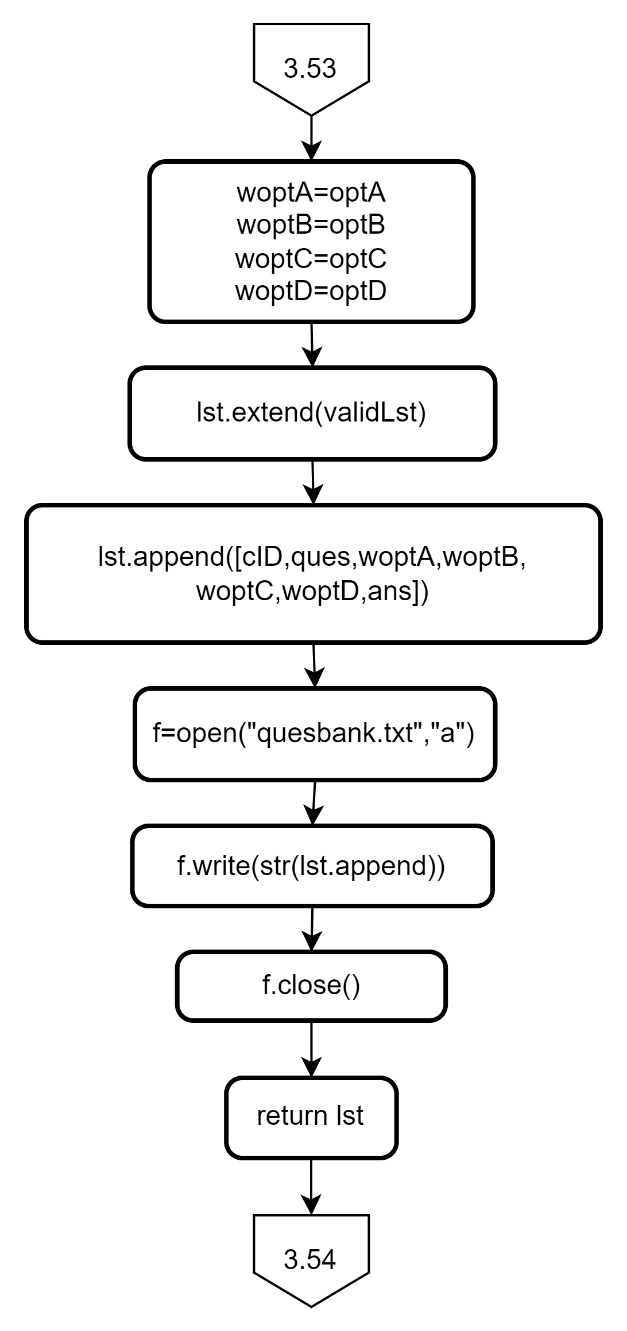 3.53
woptA=optA
woptB=optB
woptC=optC
woptD=optD
lst.extend(validLst)
lst.append([cID,ques,woptA,woptB,
woptC,woptD,ans])
f=open("quesbank.txt","a")
f.write(str(lst.append))
f.close()
return lst
3.54